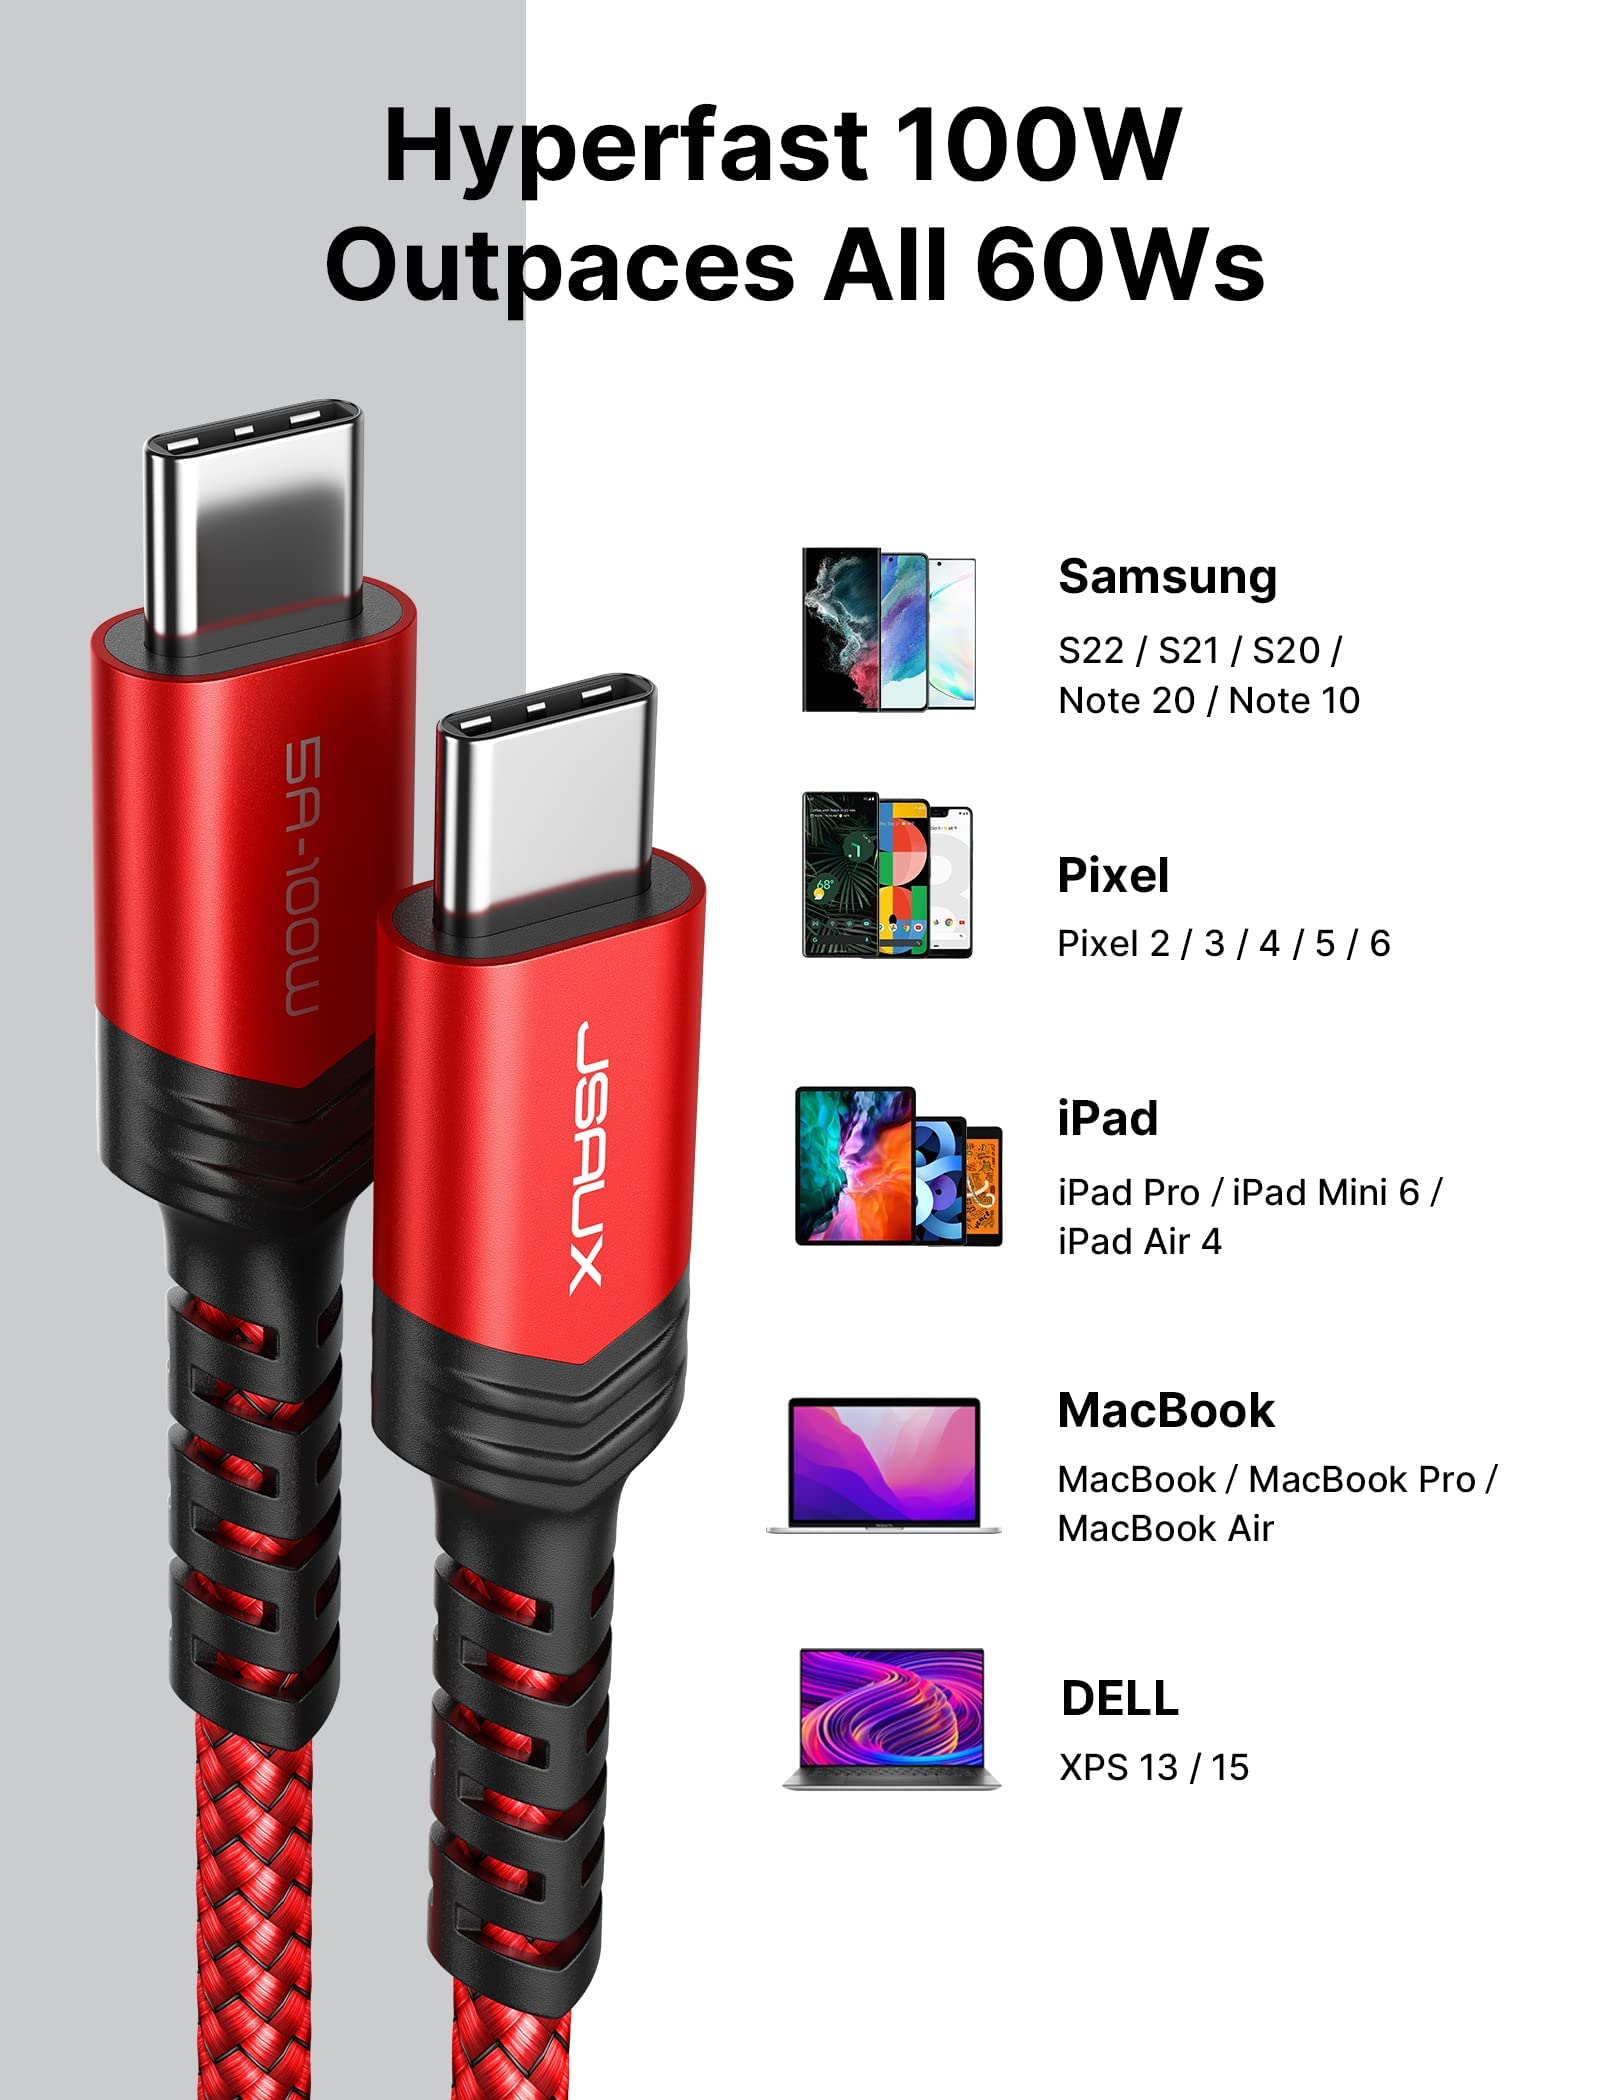 Hyperfast 100W
Outpaces All 60Ws
5A-100W
JSAUX
Samsung
S22 / S21 / S20 /
Note 20 / Note 10
Pixel
Pixel 2 / 3 / 4 / 5 / 6
68°
iPad
iPad Pro / iPad Mini 6 /
iPad Air 4
MacBook
MacBook / MacBook Pro /
MacBook Air
DELL
XPS 13 / 15